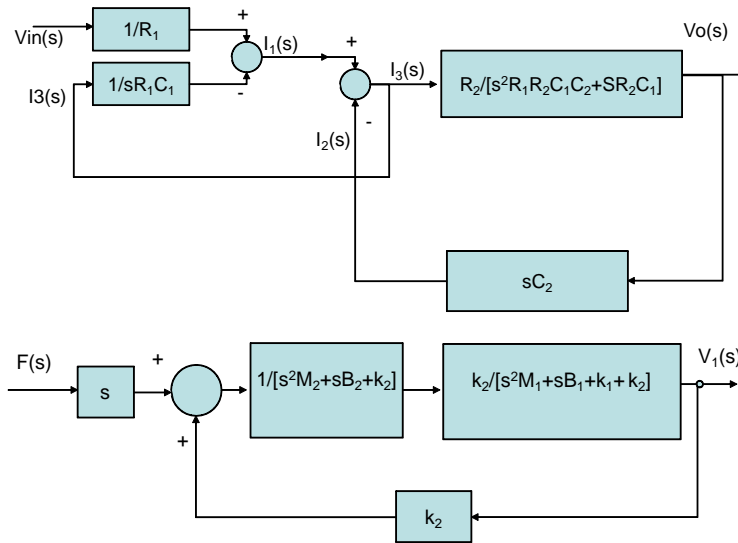 Vin(s)
1/R₁
+
I₁(s)
+
I₃(s)
Vo(s)
I3(s)
1/sR₁C₁
-
R₂/[s²R₁R₂C₁C₂+SR₂C₁]
I₂(s)
-
sC₂
F(s)
s
+
1/[s²M₂+sB₂+k₂]
k₂/[s²M₁+sB₁+k₁+k₂]
V₁(s)
+
k₂